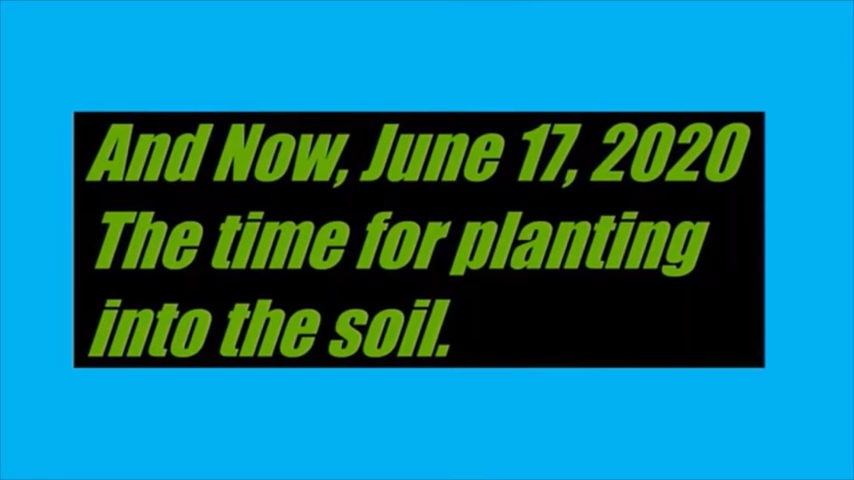 And Now, June 17, 2020
The time for planting
into the soil.